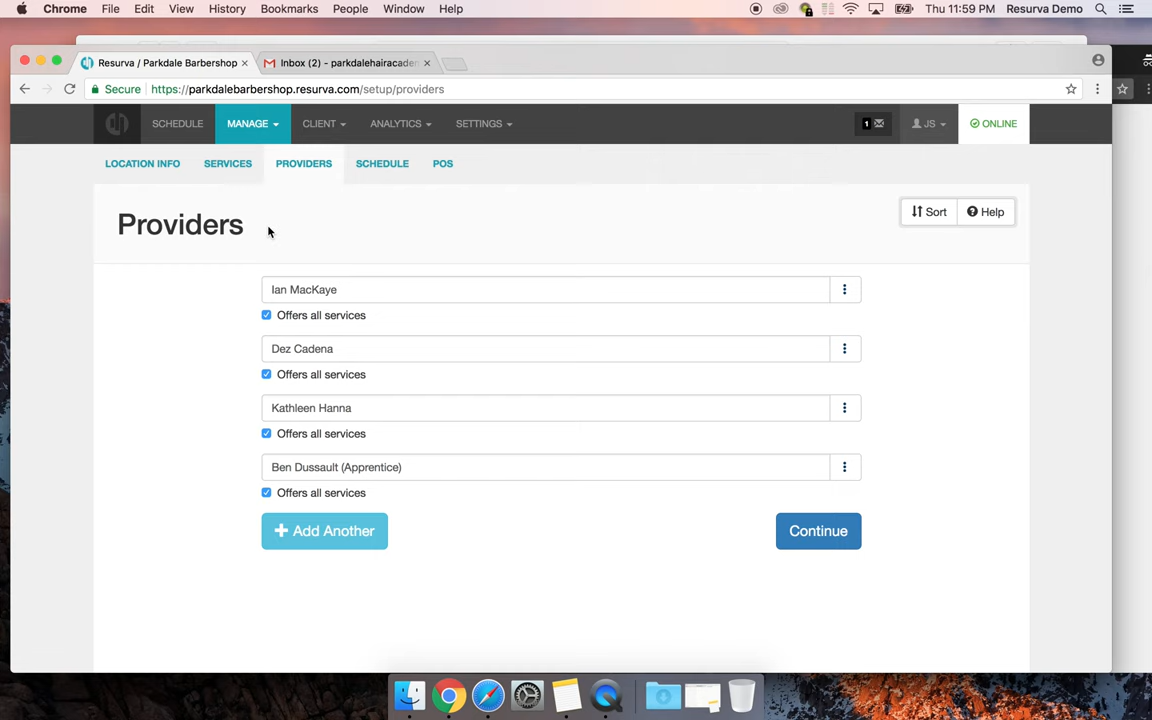 Chrome File Edit View History Bookmarks People Window Help Thu 11:59 PM Resurva Demo
Resurva / Parkdale Barbershop Inbox (2) - parkdalehairacadem
Secure https://parkdalebarbershop.resurva.com/setup/providers
SCHEDULE MANAGE CLIENT ANALYTICS SETTINGS 1 JS ONLINE
LOCATION INFO SERVICES PROVIDERS SCHEDULE POS
Providers Sort Help
Ian MacKaye
Offers all services
Dez Cadena
Offers all services
Kathleen Hanna
Offers all services
Ben Dussault (Apprentice)
Offers all services
Add Another Continue